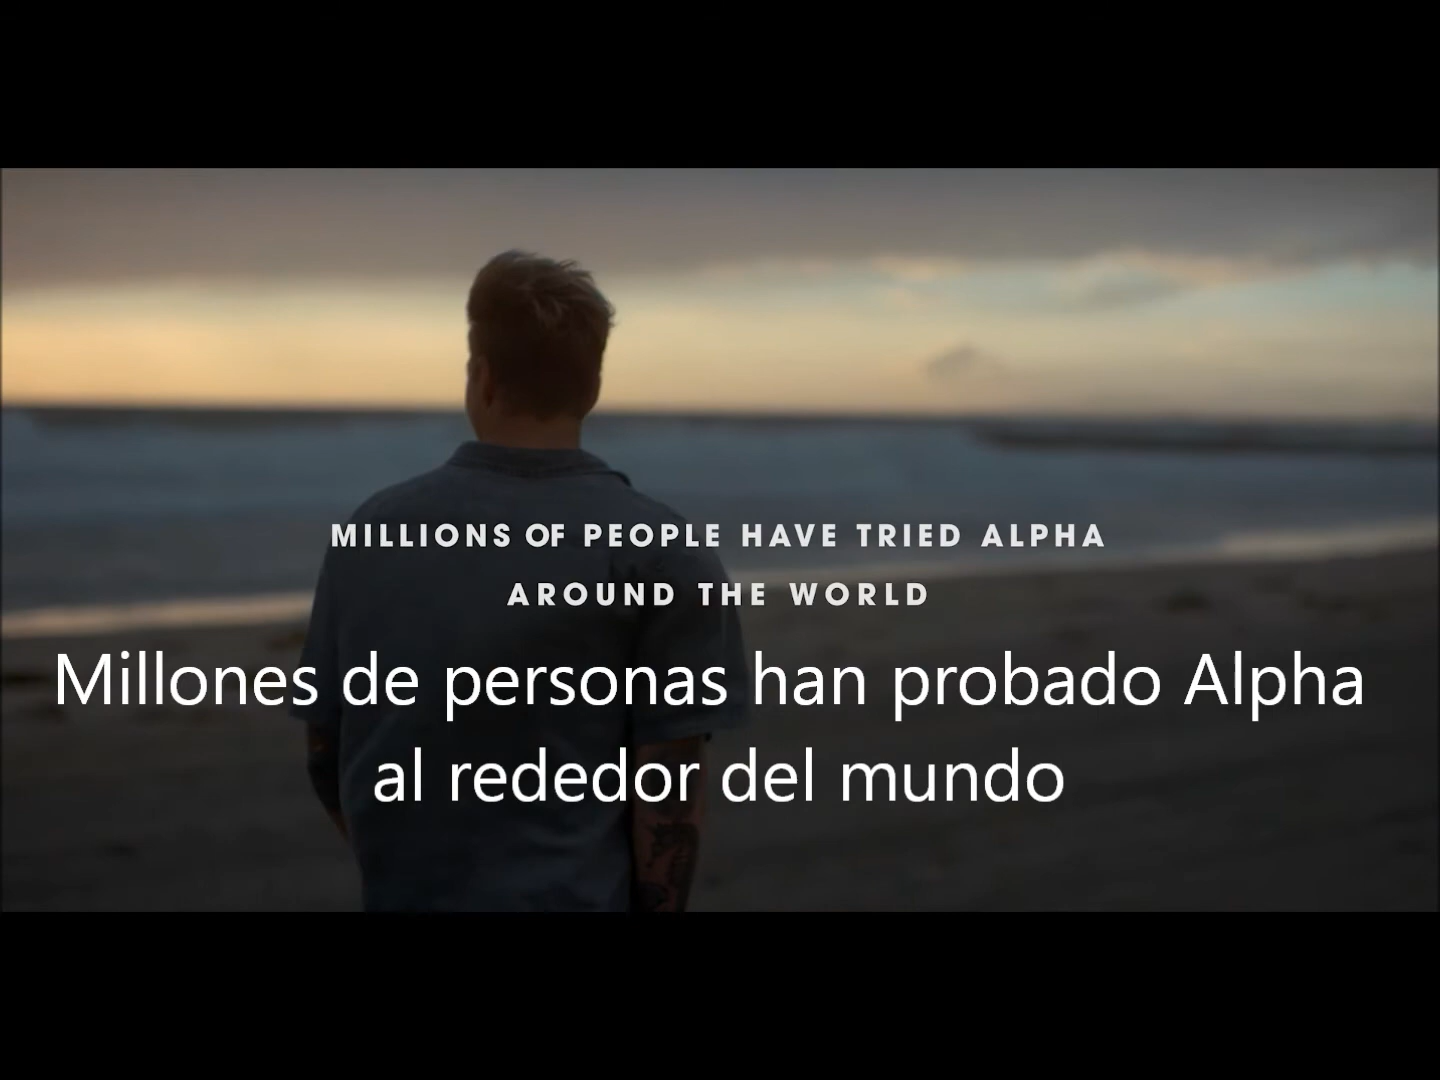 MILLIONS OF PEOPLE HAVE TRIED ALPHA
AROUND THE WORLD
Millones de personas han probado Alpha
al rededor del mundo